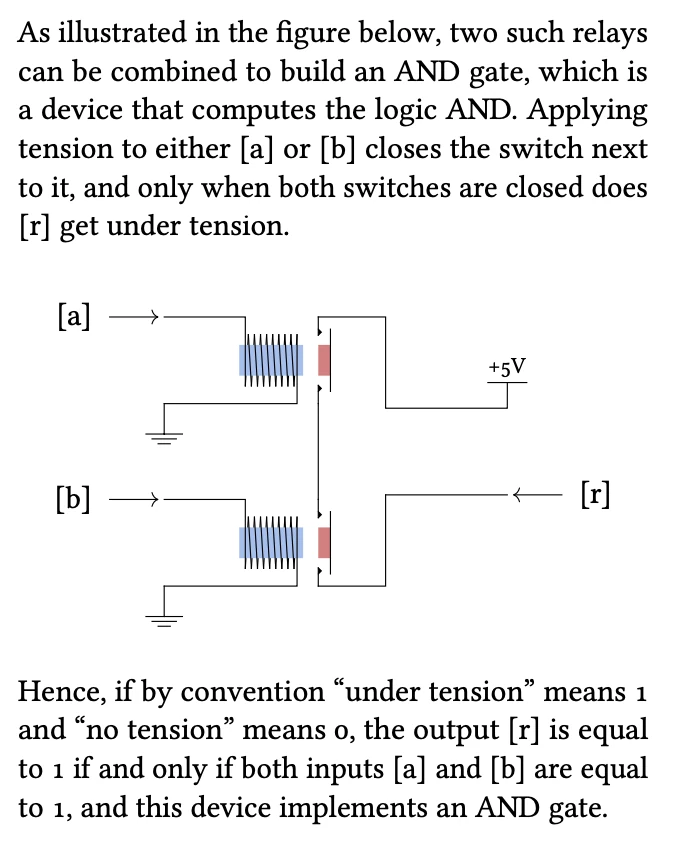 As illustrated in the figure below, two such relays
can be combined to build an AND gate, which is
a device that computes the logic AND. Applying
tension to either [a] or [b] closes the switch next
to it, and only when both switches are closed does
[r] get under tension.
[a]
+5V
[b]
[r]
Hence, if by convention “under tension” means 1
and “no tension” means 0, the output [r] is equal
to 1 if and only if both inputs [a] and [b] are equal
to 1, and this device implements an AND gate.